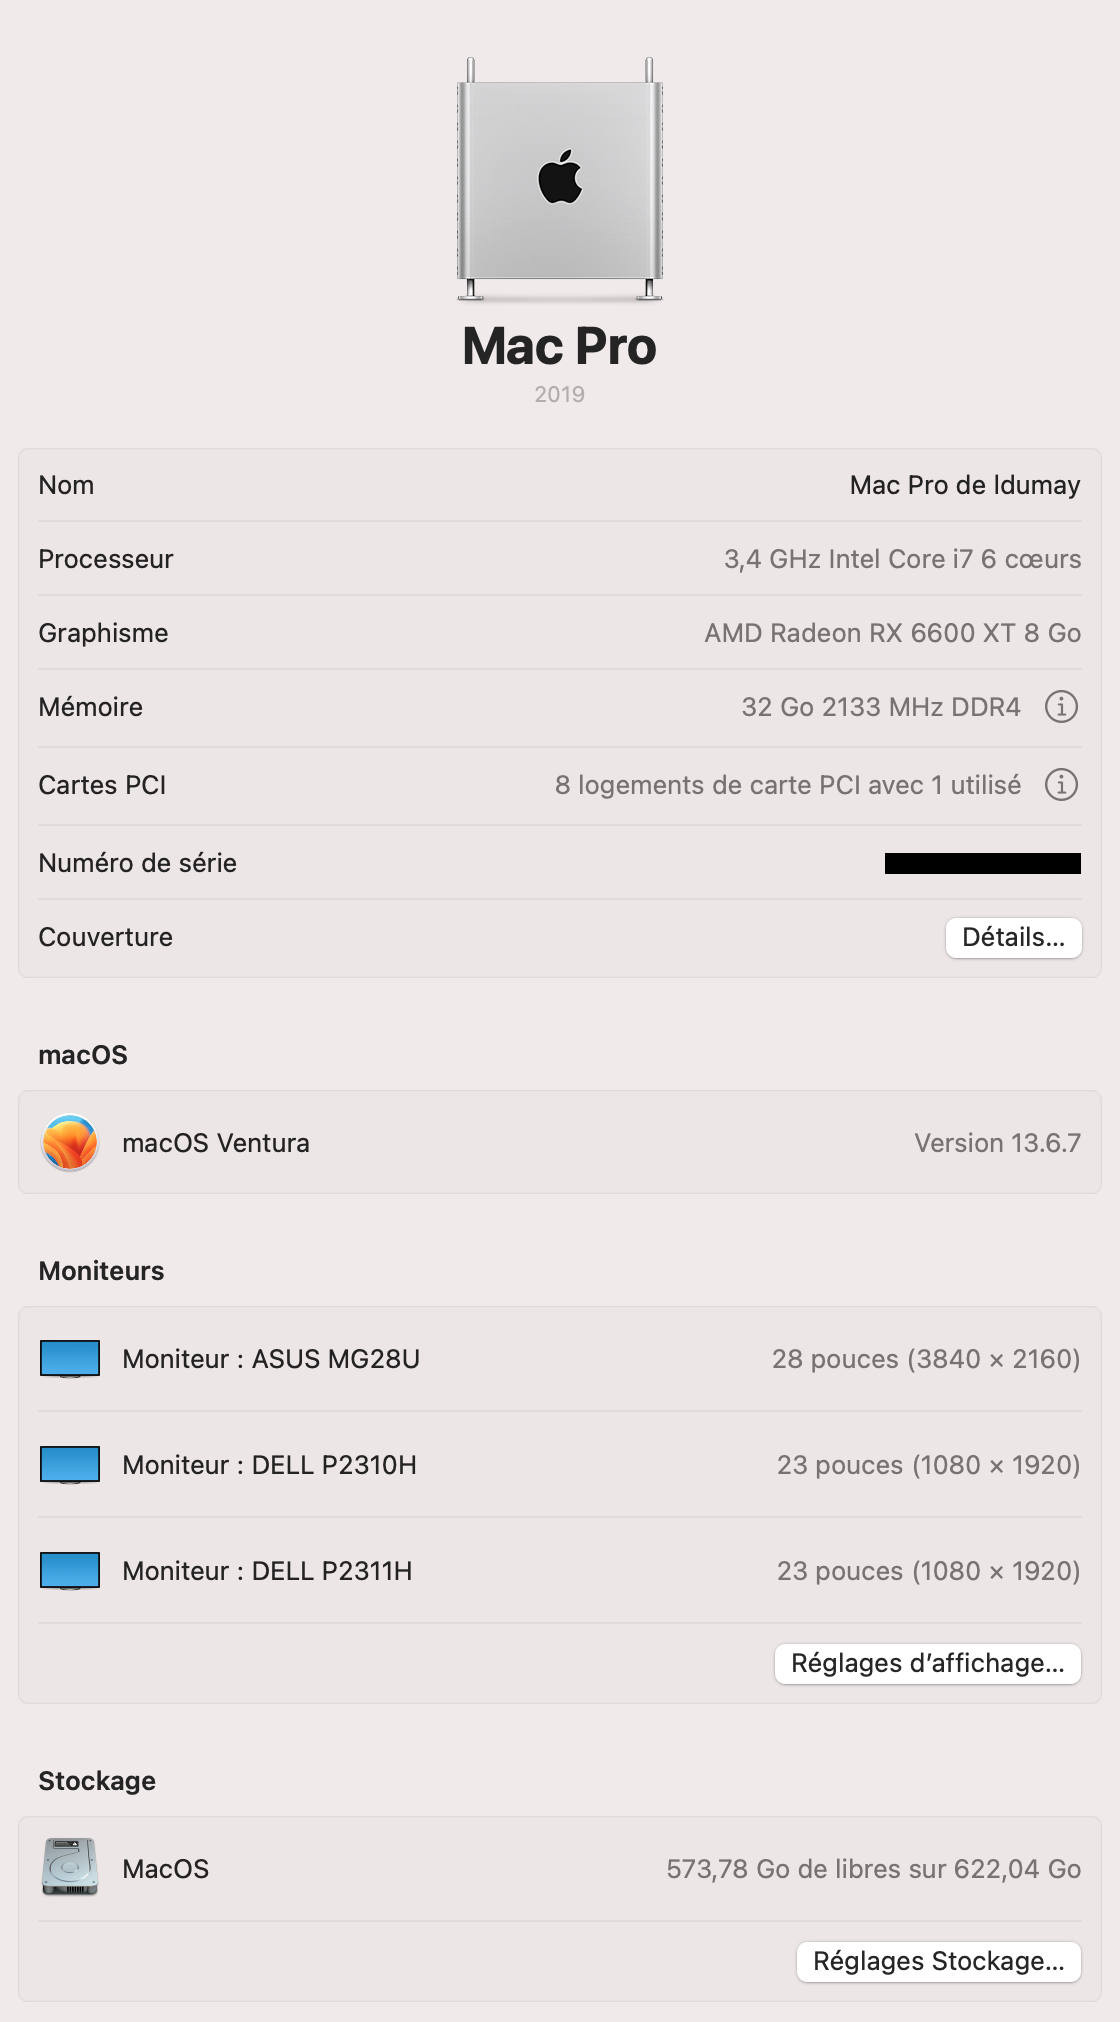 Mac Pro
2019
Nom Mac Pro de ldumay
Processeur 3,4 GHz Intel Core i7 6 cœurs
Graphisme AMD Radeon RX 6600 XT 8 Go
Mémoire 32 Go 2133 MHz DDR4
Cartes PCI 8 logements de carte PCI avec 1 utilisé
Numéro de série
Couverture Détails…
macOS
macOS Ventura Version 13.6.7
Moniteurs
Moniteur : ASUS MG28U 28 pouces (3840 × 2160)
Moniteur : DELL P2310H 23 pouces (1080 × 1920)
Moniteur : DELL P2311H 23 pouces (1080 × 1920)
Réglages d’affichage…
Stockage
MacOS 573,78 Go de libres sur 622,04 Go
Réglages Stockage…